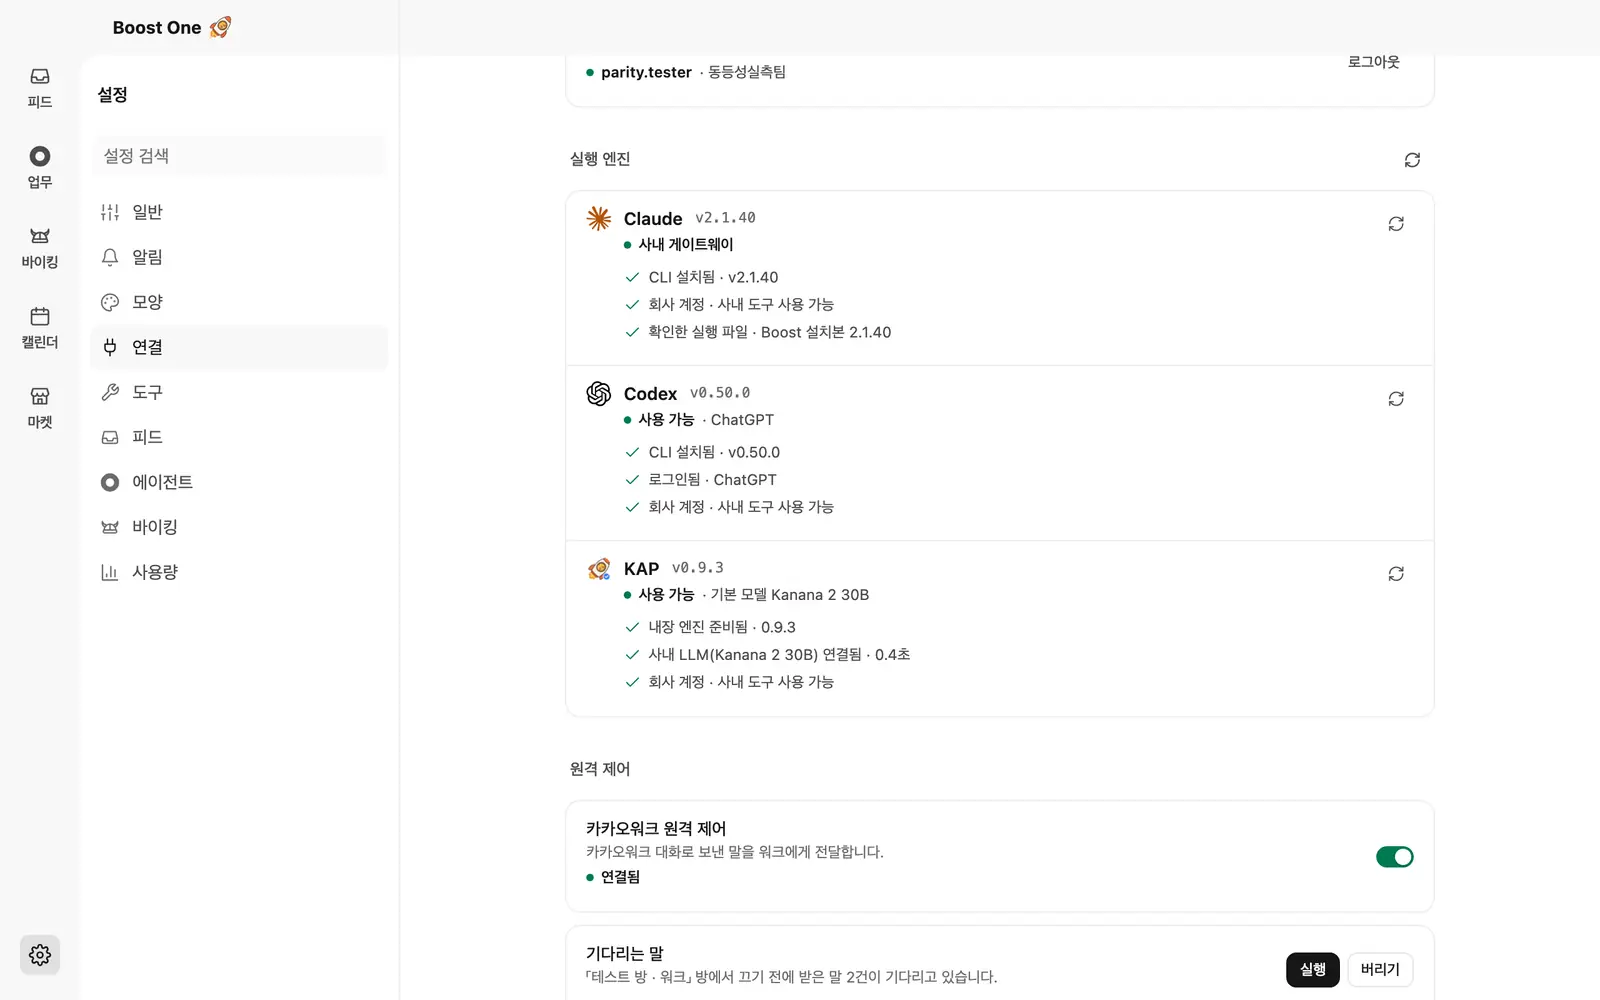 Boost One
피드
업무
바이킹
캘린더
마켓
설정
설정 검색
일반
알림
모양
연결
도구
피드
에이전트
바이킹
사용량
parity.tester · 동등성실측팀
로그아웃
실행 엔진
Claude v2.1.40
사내 게이트웨이
CLI 설치됨 · v2.1.40
회사 계정 · 사내 도구 사용 가능
확인한 실행 파일 · Boost 설치본 2.1.40
Codex v0.50.0
사용 가능 · ChatGPT
CLI 설치됨 · v0.50.0
로그인됨 · ChatGPT
회사 계정 · 사내 도구 사용 가능
KAP v0.9.3
사용 가능 · 기본 모델 Kanana 2 30B
내장 엔진 준비됨 · 0.9.3
사내 LLM(Kanana 2 30B) 연결됨 · 0.4초
회사 계정 · 사내 도구 사용 가능
원격 제어
카카오워크 원격 제어
카카오워크 대화로 보낸 말을 워크에게 전달합니다.
연결됨
기다리는 말
「테스트 방 · 워크」 방에서 끄기 전에 받은 말 2건이 기다리고 있습니다.
실행
버리기